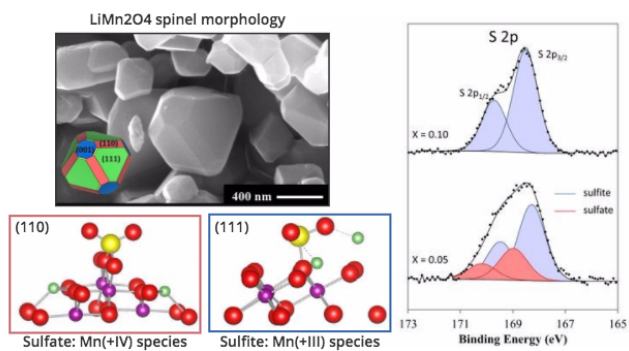 LiMn2O4 spinel morphology
(001)
(110)
(111)
400 nm
(110)
Sulfate: Mn(+IV) species
(111)
Sulfite: Mn(+III) species
S 2p
S 2p3/2
S 2p1/2
X = 0.10
sulfite
sulfate
X = 0.05
173 171 169 167 165
Binding Energy (eV)